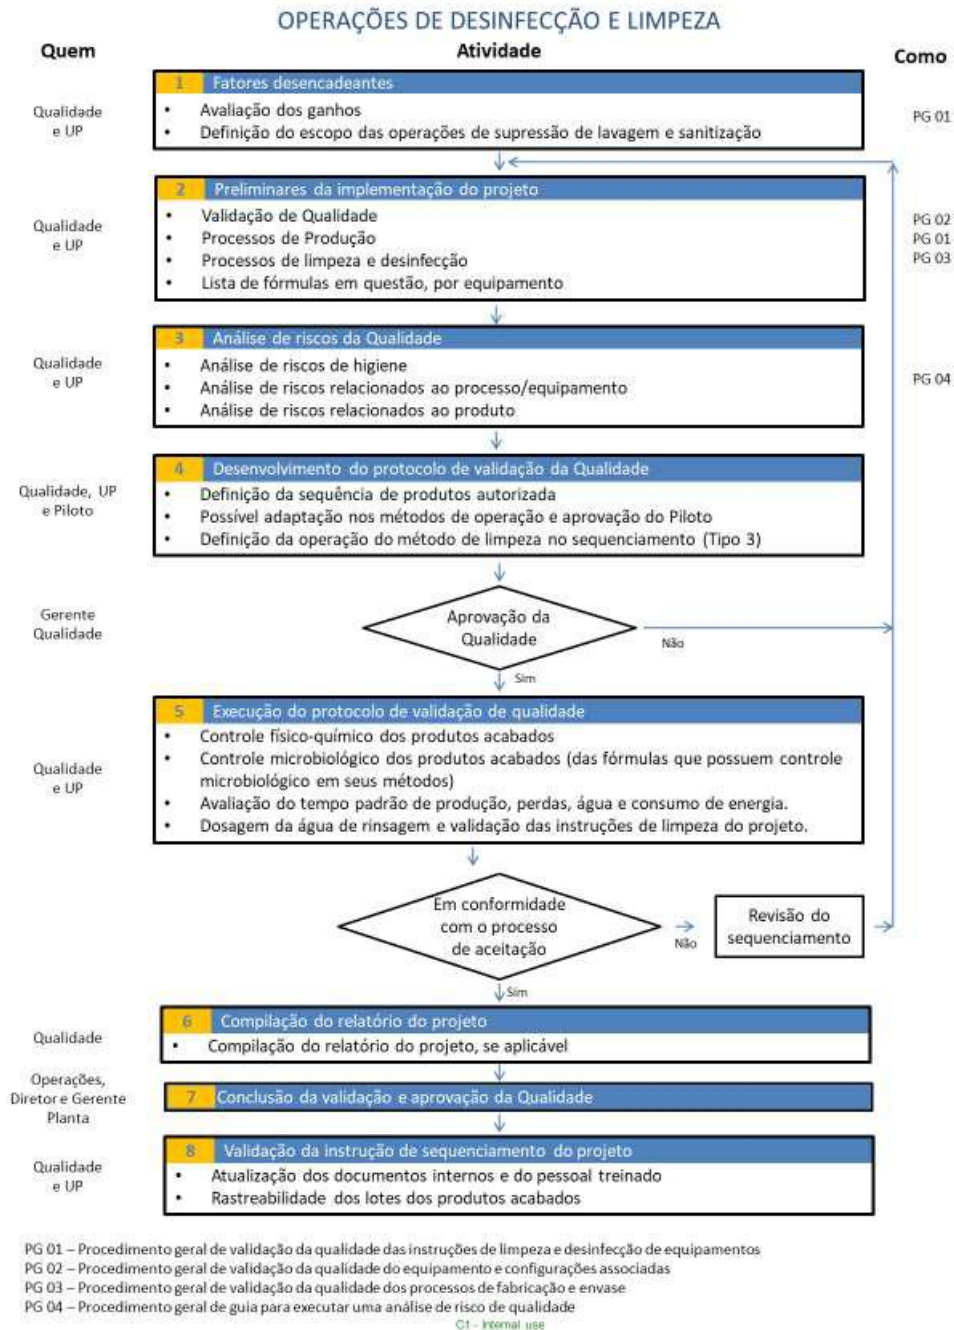 OPERAÇÕES DE DESINFECÇÃO E LIMPEZA
Quem
Atividade
Como
1 Fatores desencadeantes
Qualidade
e UP
• Avaliação dos ganhos
• Definição do escopo das operações de supressão de lavagem e sanitização
PG 01
2 Preliminares da implementação do projeto
Qualidade
e UP
• Validação de Qualidade
• Processos de Produção
• Processos de limpeza e desinfecção
• Lista de fórmulas em questão, por equipamento
PG 02
PG 01
PG 03
3 Análise de riscos da Qualidade
Qualidade
e UP
• Análise de riscos de higiene
• Análise de riscos relacionados ao processo/equipamento
• Análise de riscos relacionados ao produto
PG 04
4 Desenvolvimento do protocolo de validação da Qualidade
Qualidade, UP
e Piloto
• Definição da sequência de produtos autorizada
• Possível adaptação nos métodos de operação e aprovação do Piloto
• Definição da operação do método de limpeza no sequenciamento (Tipo 3)
Gerente
Qualidade
Aprovação da
Qualidade
Não
Sim
5 Execução do protocolo de validação de qualidade
Qualidade
e UP
• Controle físico-químico dos produtos acabados
• Controle microbiológico dos produtos acabados (das fórmulas que possuem controle
microbiológico em seus métodos)
• Avaliação do tempo padrão de produção, perdas, água e consumo de energia.
• Dosagem da água de rinsagem e validação das instruções de limpeza do projeto.
Em conformidade
com o processo
de aceitação
Não
Revisão do
sequenciamento
Sim
6 Compilação do relatório do projeto
Qualidade
• Compilação do relatório do projeto, se aplicável
Operações,
Diretor e Gerente
Planta
7 Conclusão da validação e aprovação da Qualidade
8 Validação da instrução de sequenciamento do projeto
Qualidade
e UP
• Atualização dos documentos internos e do pessoal treinado
• Rastreabilidade dos lotes dos produtos acabados
PG 01 – Procedimento geral de validação da qualidade das instruções de limpeza e desinfecção de equipamentos
PG 02 – Procedimento geral de validação da qualidade do equipamento e configurações associadas
PG 03 – Procedimento geral de validação da qualidade dos processos de fabricação e envase
PG 04 – Procedimento geral de guia para executar uma análise de risco de qualidade
C1 - Internal use